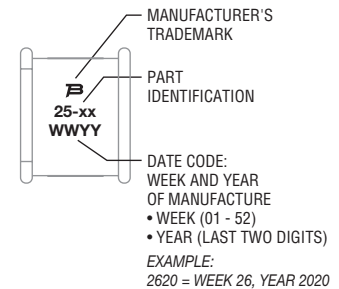 MANUFACTURER'S
TRADEMARK
PART
IDENTIFICATION
25-xx
WWYY
DATE CODE:
WEEK AND YEAR
OF MANUFACTURE
• WEEK (01 - 52)
• YEAR (LAST TWO DIGITS)
EXAMPLE:
2620 = WEEK 26, YEAR 2020